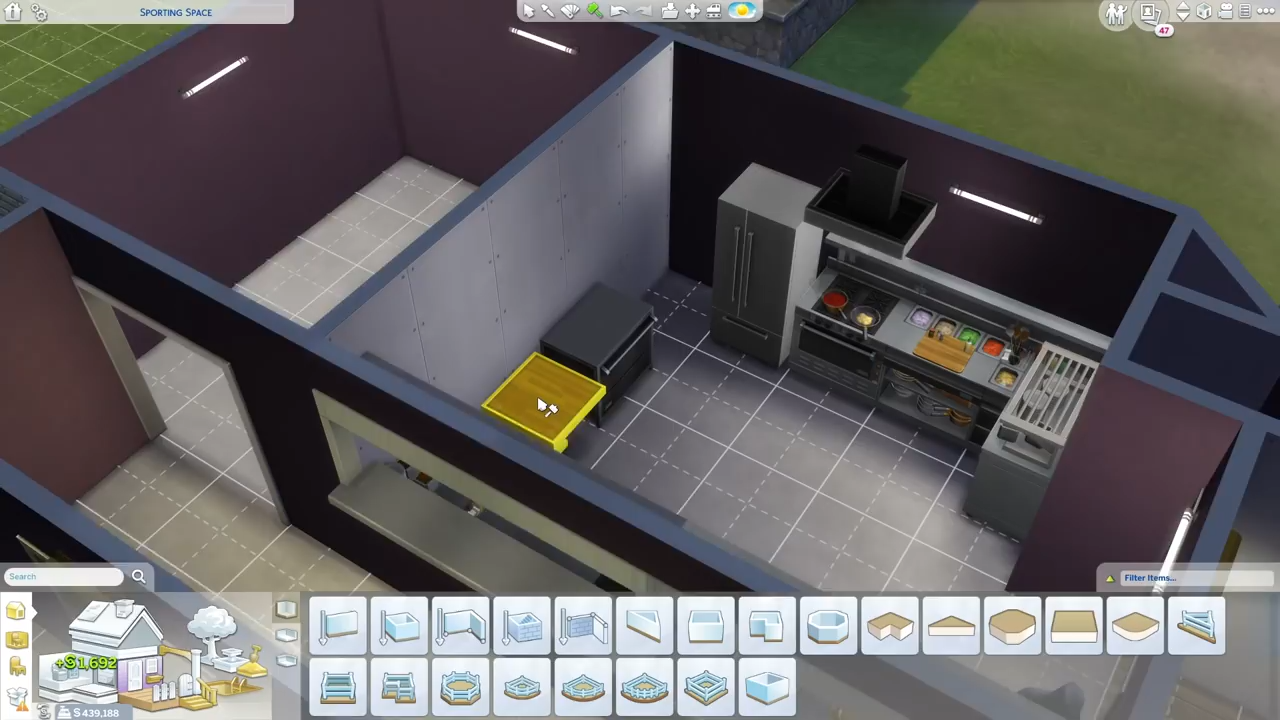 SPORTING SPACE
47
Search
Filter Items...
+§1,692
§439,188